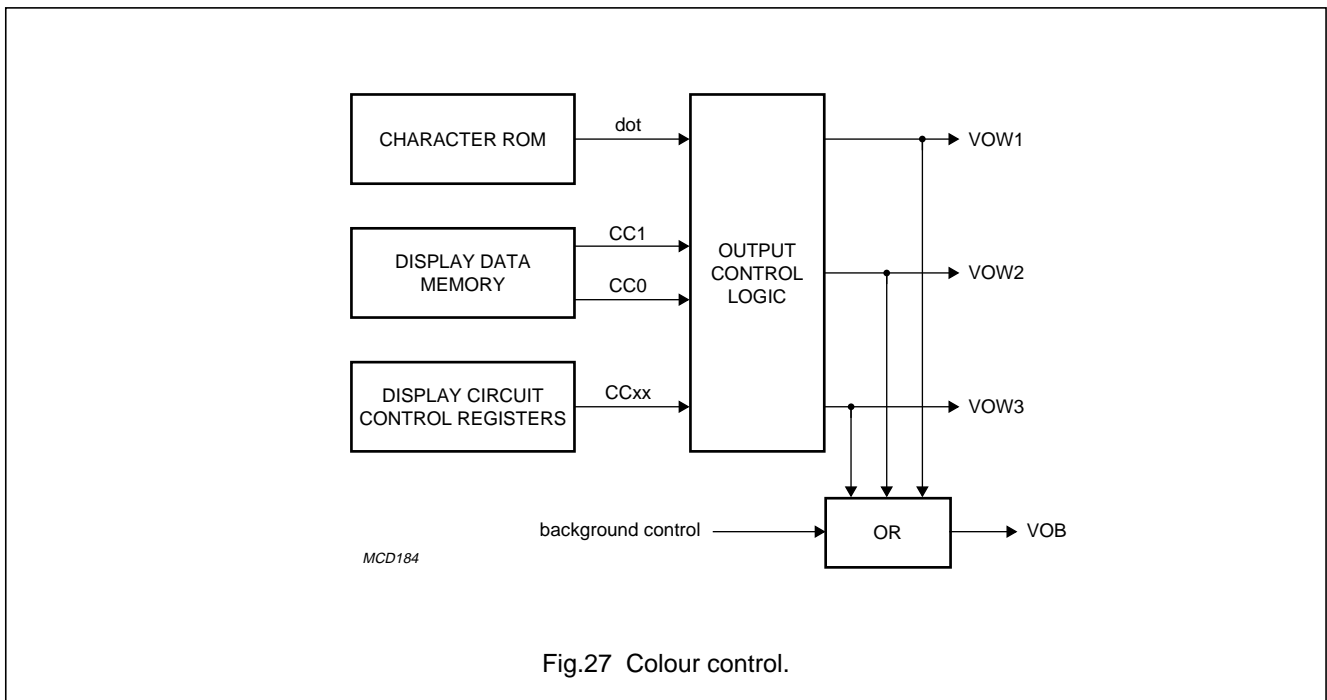 CHARACTER ROM
dot
VOW1
DISPLAY DATA
MEMORY
CC1
CC0
OUTPUT
CONTROL
LOGIC
VOW2
DISPLAY CIRCUIT
CONTROL REGISTERS
CCxx
VOW3
background control
OR
VOB
MCD184
Fig.27 Colour control.